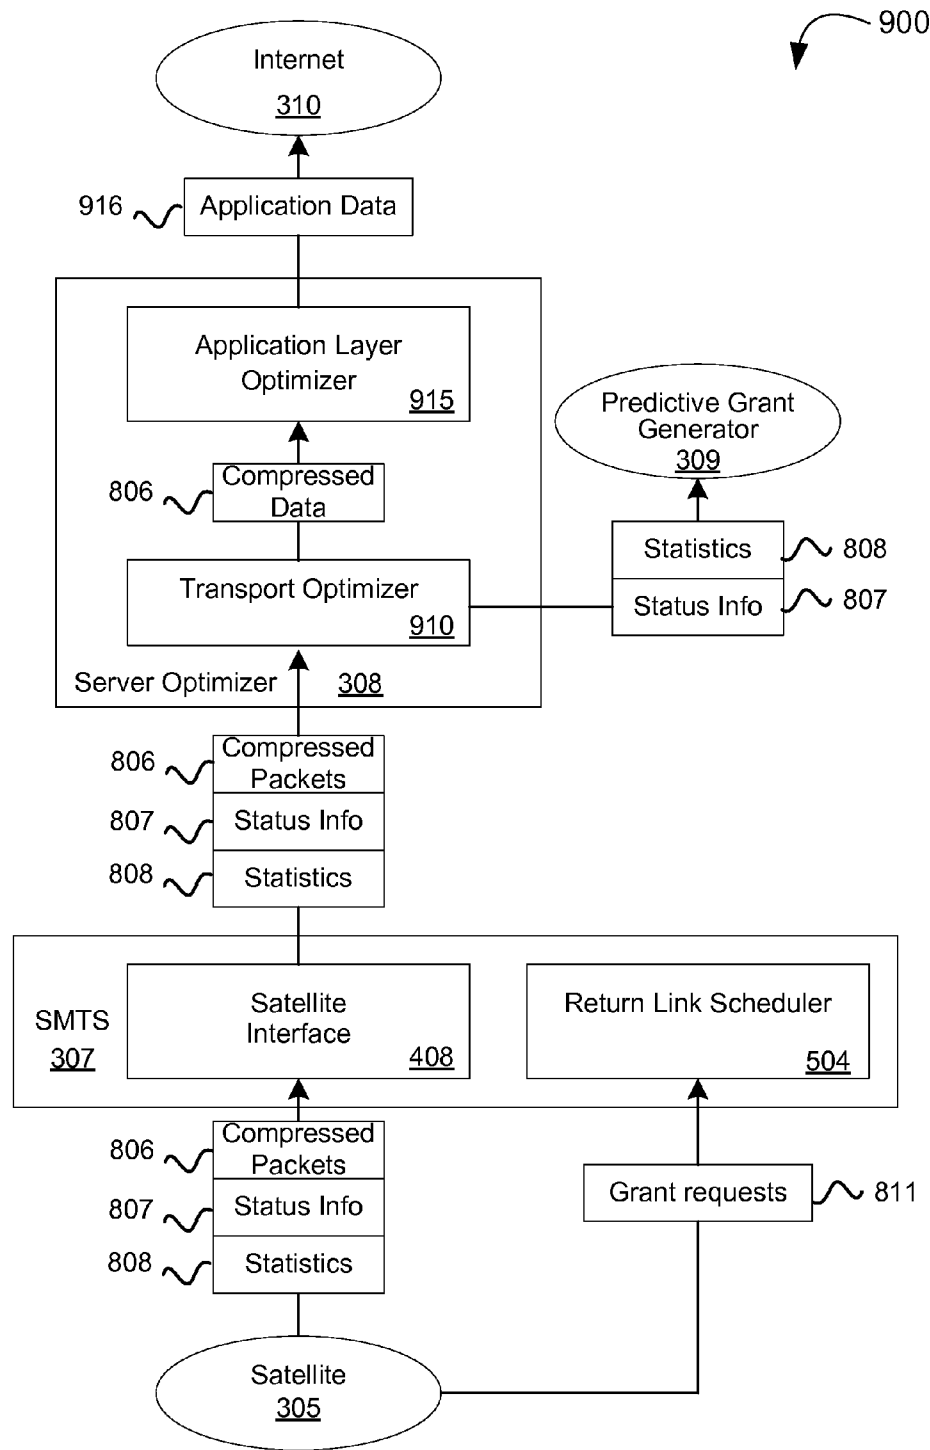 900
Internet
310
916
Application Data
Application Layer
Optimizer
915
Predictive Grant
Generator
309
806
Compressed
Data
Statistics
808
Transport Optimizer
910
Status Info
807
Server Optimizer
308
806
Compressed
Packets
807
Status Info
808
Statistics
SMTS
307
Satellite
Interface
408
Return Link Scheduler
504
806
Compressed
Packets
807
Status Info
808
Statistics
Grant requests
811
Satellite
305